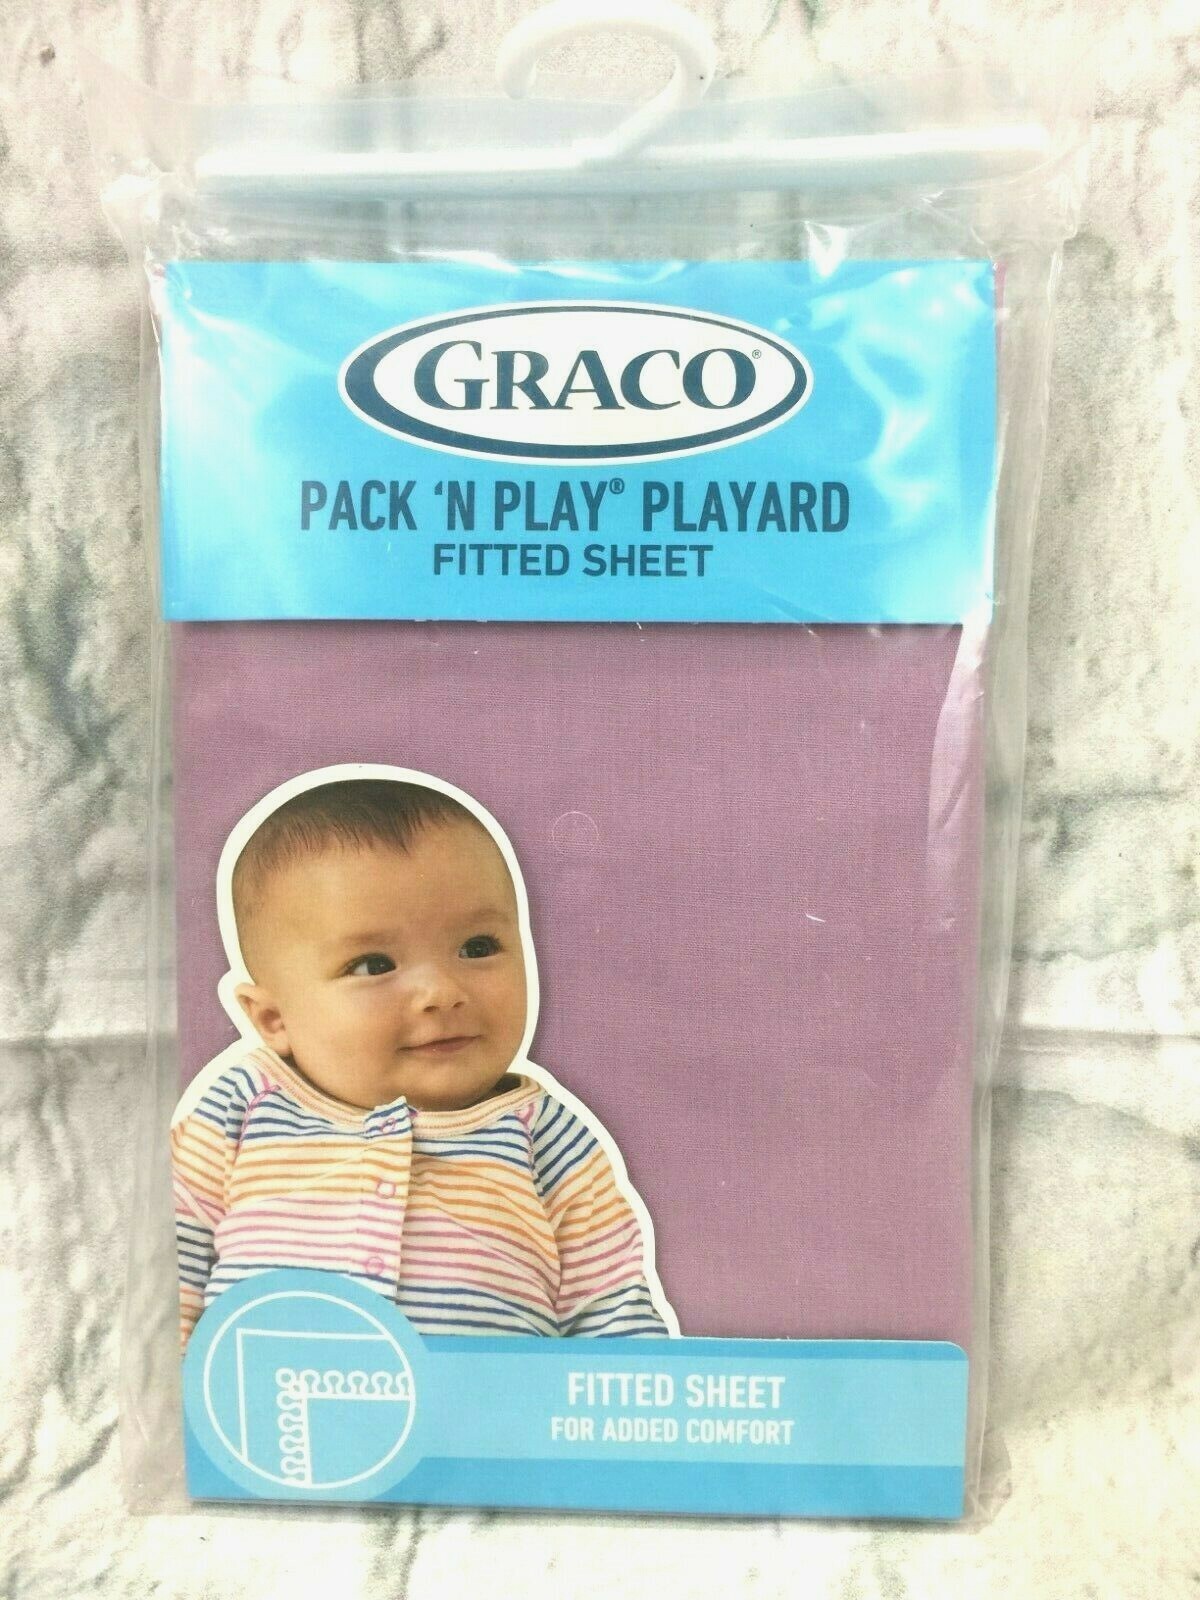 GRACO®
PACK 'N PLAY® PLAYARD
FITTED SHEET
FITTED SHEET
FOR ADDED COMFORT